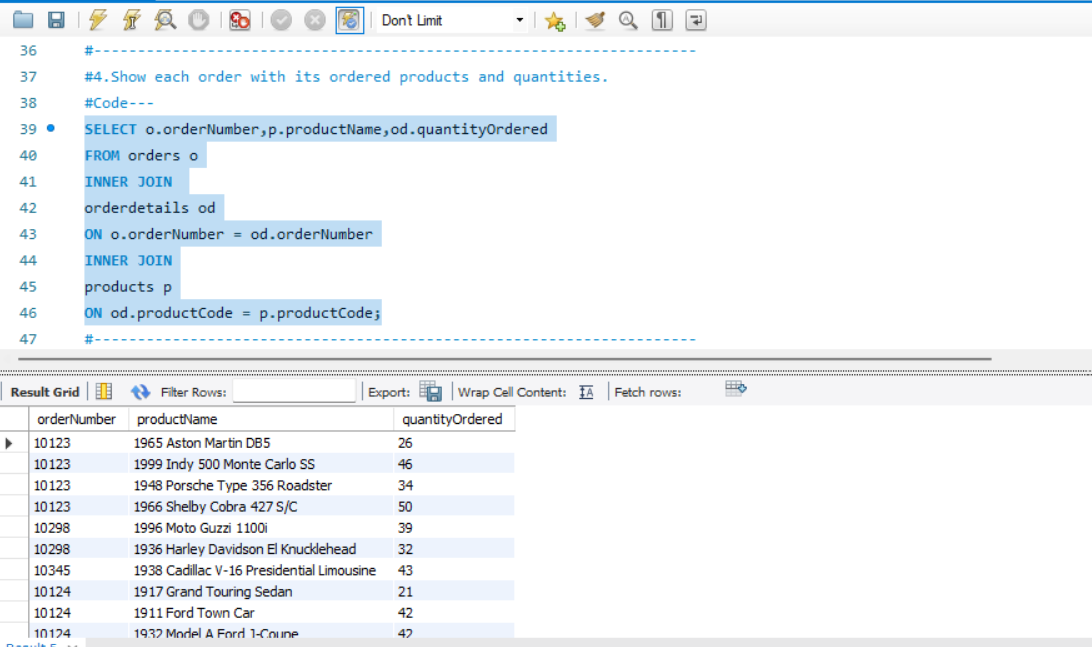 Don't Limit
36 #---------------------------------------------------------------------
37 #4.Show each order with its ordered products and quantities.
38 #Code---
39 SELECT o.orderNumber,p.productName,od.quantityOrdered
40 FROM orders o
41 INNER JOIN
42 orderdetails od
43 ON o.orderNumber = od.orderNumber
44 INNER JOIN
45 products p
46 ON od.productCode = p.productCode;
47 #---------------------------------------------------------------------
Result Grid Filter Rows: Export: Wrap Cell Content: Fetch rows:
orderNumber productName quantityOrdered
10123 1965 Aston Martin DB5 26
10123 1999 Indy 500 Monte Carlo SS 46
10123 1948 Porsche Type 356 Roadster 34
10123 1966 Shelby Cobra 427 S/C 50
10298 1996 Moto Guzzi 1100i 39
10298 1936 Harley Davidson El Knucklehead 32
10345 1938 Cadillac V-16 Presidential Limousine 43
10124 1917 Grand Touring Sedan 21
10124 1911 Ford Town Car 42
10124 1932 Model A Ford J-Coupe 42